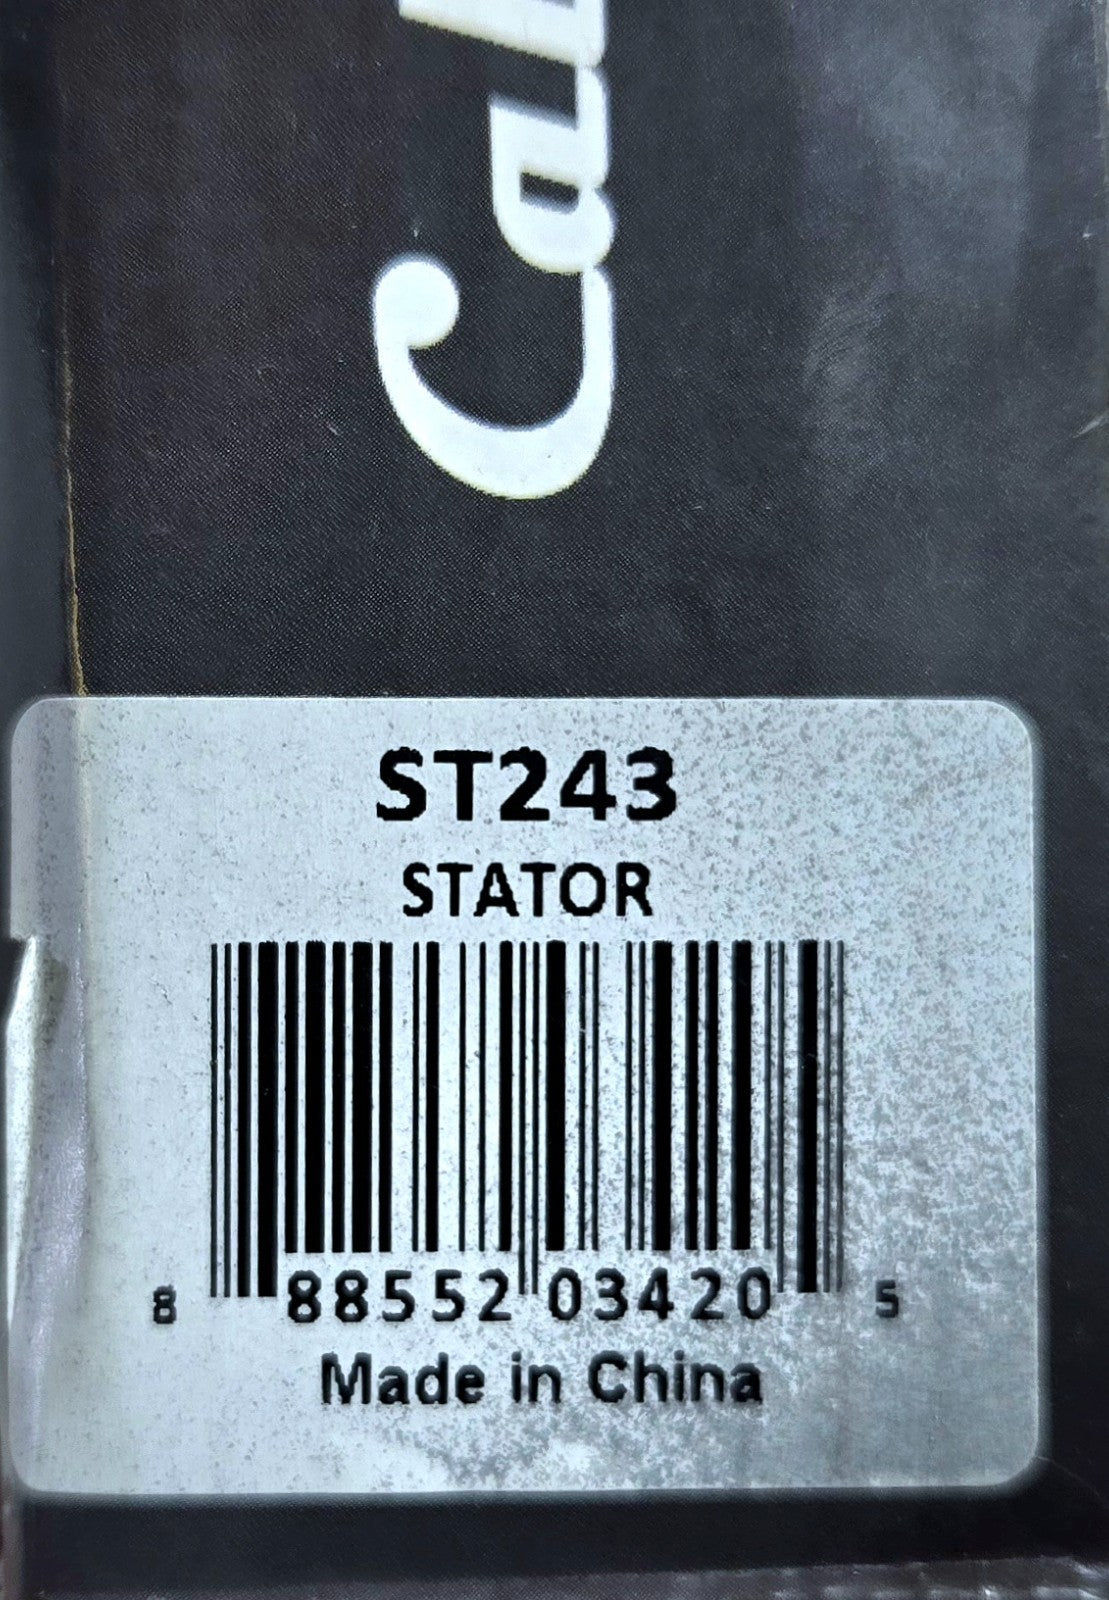 ST243
STATOR
8 88552 03420 5
Made in China